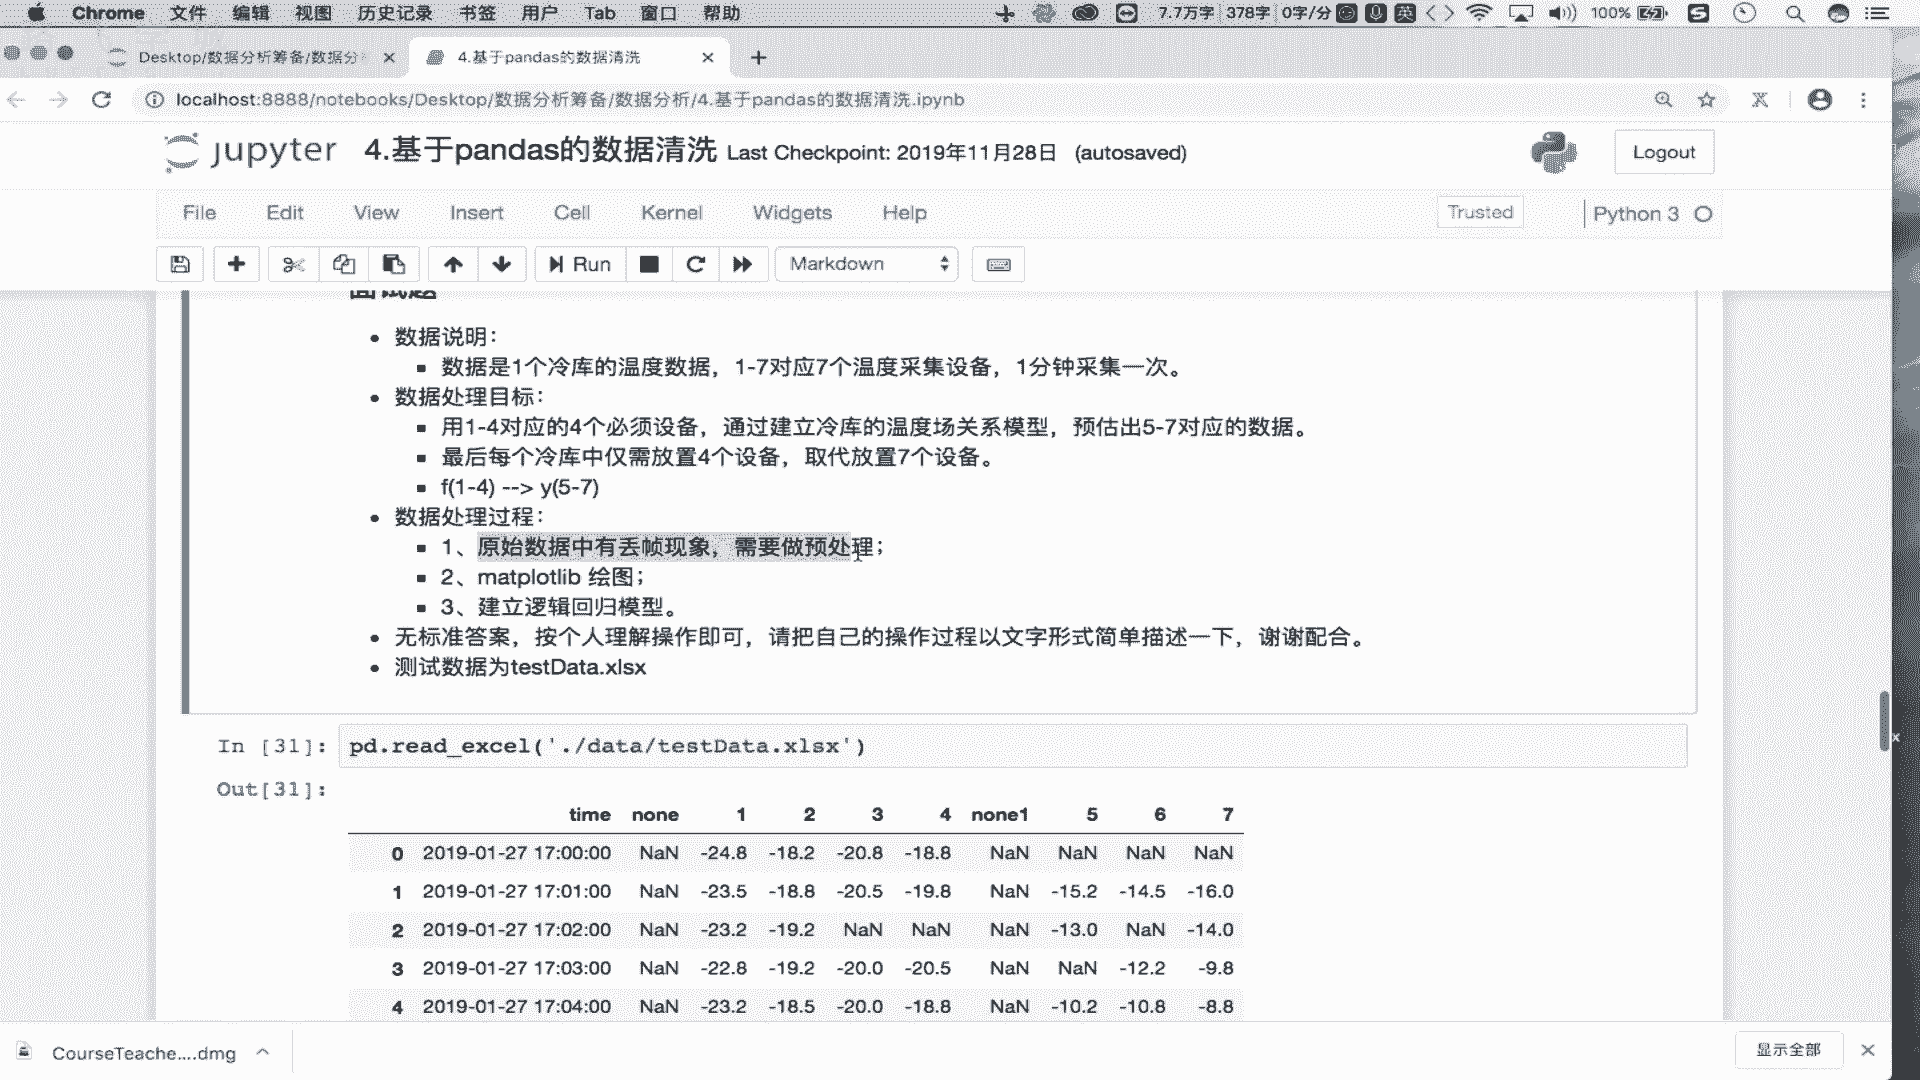 Chrome 文件 编辑 视图 历史记录 书签 用户 Tab 窗口 帮助 7.7万字 378字 0字/分 英 100%
Desktop/数据分析筹备/数据分 4.基于pandas的数据清洗
localhost:8888/notebooks/Desktop/数据分析筹备/数据分析/4.基于pandas的数据清洗.ipynb
jupyter 4.基于pandas的数据清洗 Last Checkpoint: 2019年11月28日 (autosaved) Logout
File Edit View Insert Cell Kernel Widgets Help Trusted Python 3
Run Markdown
面试题
数据说明：
数据是1个冷库的温度数据，1-7对应7个温度采集设备，1分钟采集一次。
数据处理目标：
用1-4对应的4个必须设备，通过建立冷库的温度场关系模型，预估出5-7对应的数据。
最后每个冷库中仅需放置4个设备，取代放置7个设备。
f(1-4) --> y(5-7)
数据处理过程：
1、原始数据中有丢帧现象，需要做预处理；
2、matplotlib 绘图；
3、建立逻辑回归模型。
无标准答案，按个人理解操作即可，请把自己的操作过程以文字形式简单描述一下，谢谢配合。
测试数据为testData.xlsx
In [31]: pd.read_excel('./data/testData.xlsx')
Out[31]:
time none 1 2 3 4 none1 5 6 7
0 2019-01-27 17:00:00 NaN -24.8 -18.2 -20.8 -18.8 NaN NaN NaN NaN
1 2019-01-27 17:01:00 NaN -23.5 -18.8 -20.5 -19.8 NaN -15.2 -14.5 -16.0
2 2019-01-27 17:02:00 NaN -23.2 -19.2 NaN NaN NaN -13.0 NaN -14.0
3 2019-01-27 17:03:00 NaN -22.8 -19.2 -20.0 -20.5 NaN NaN -12.2 -9.8
4 2019-01-27 17:04:00 NaN -23.2 -18.5 -20.0 -18.8 NaN -10.2 -10.8 -8.8
CourseTeache....dmg 显示全部